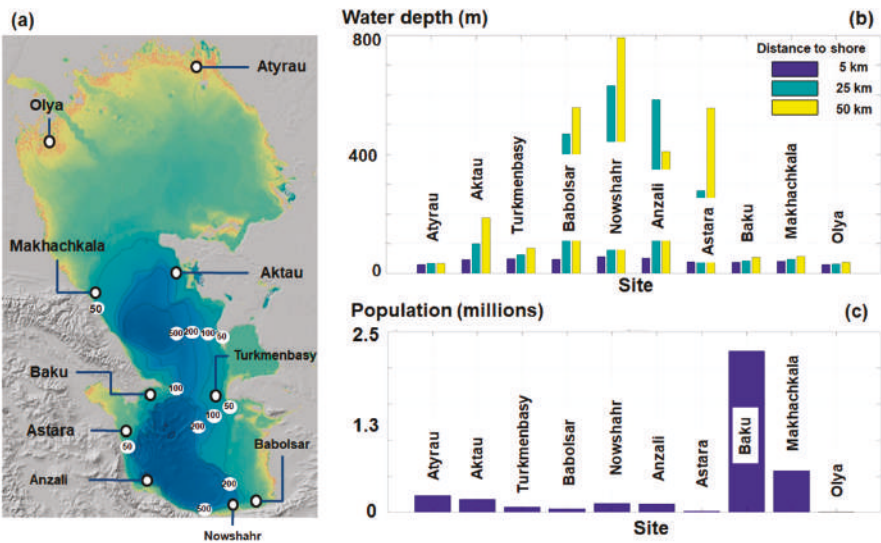 (a)
Atyrau
Olya
Makhachkala
Aktau
50
500
200
100
50
Turkmenbasy
Baku
100
50
100
200
Astara
50
Babolsar
Anzali
200
500
Nowshahr
Water depth (m)
(b)
800
400
0
Distance to shore
5 km
25 km
50 km
Atyrau
Aktau
Turkmenbasy
Babolsar
Nowshahr
Anzali
Astara
Baku
Makhachkala
Olya
Site
Population (millions)
(c)
2.5
1.3
0
Atyrau
Aktau
Turkmenbasy
Babolsar
Nowshahr
Anzali
Astara
Baku
Makhachkala
Olya
Site